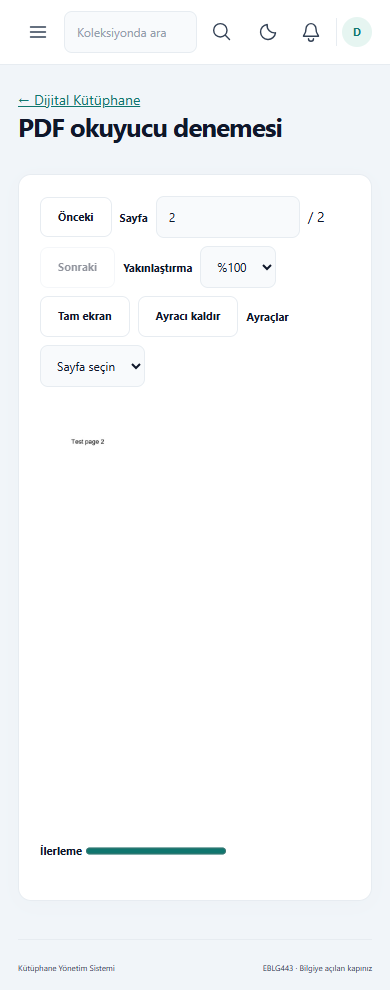 Koleksiyonda ara
D
← Dijital Kütüphane
PDF okuyucu denemesi
Önceki Sayfa 2 / 2
Sonraki Yakınlaştırma %100
Tam ekran Ayracı kaldır Ayraçlar
Sayfa seçin
Test page 2
İlerleme
Kütüphane Yönetim Sistemi EBLG443 · Bilgiye açılan kapınız